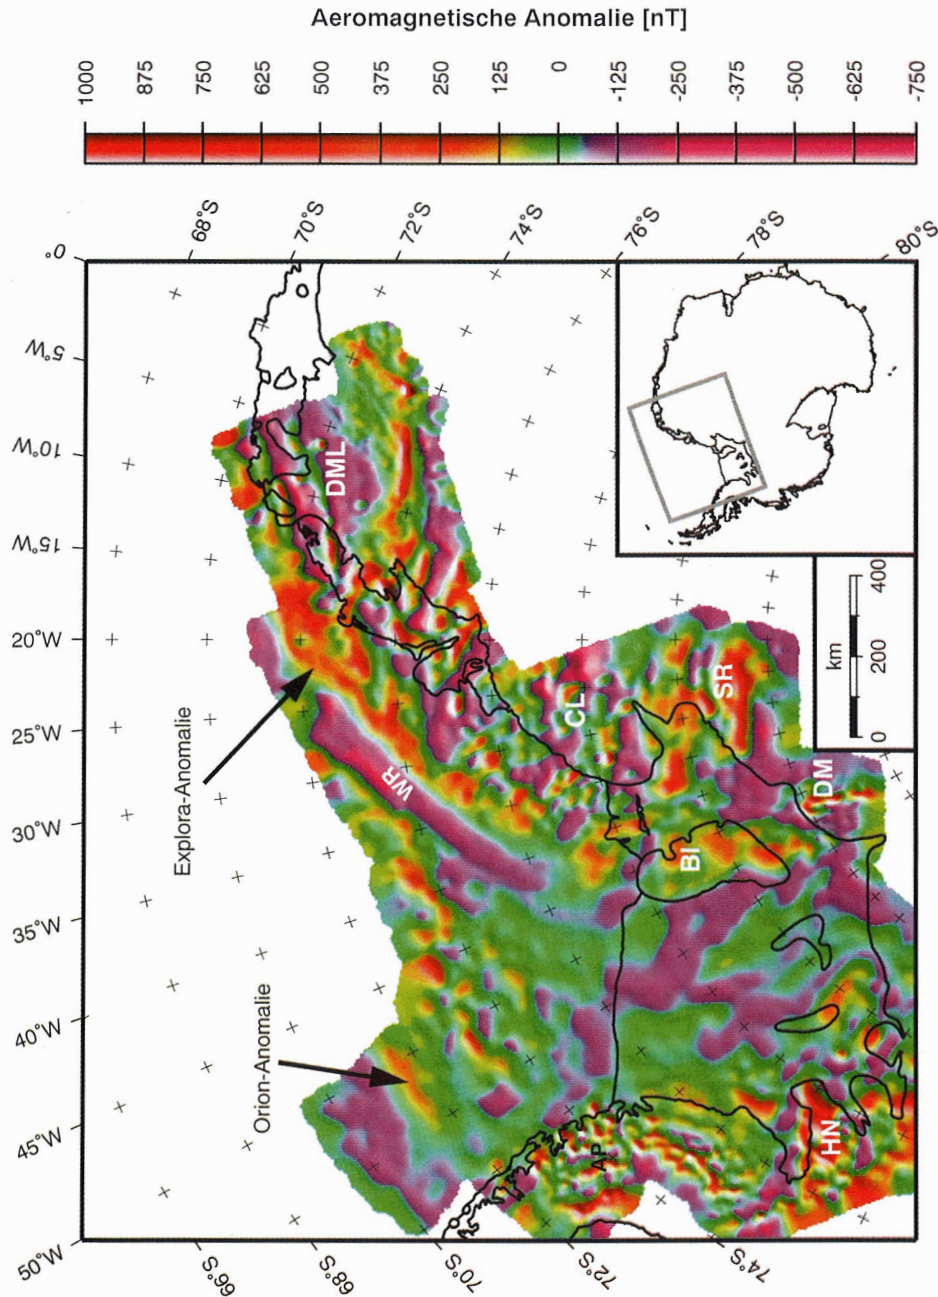 Aeromagnetische Anomalie [nT]
1000
875
750
625
500
375
250
125
0
-125
-250
-375
-500
-625
-750
68°S
70°S
72°S
74°S
76°S
78°S
80°S
0°
5°W
10°W
15°W
20°W
25°W
30°W
35°W
40°W
45°W
50°W
66°S
68°S
70°S
72°S
74°S
Explora-Anomalie
Orion-Anomalie
DML
WR
CL
SR
BI
DM
AP
HN
km
0
200
400